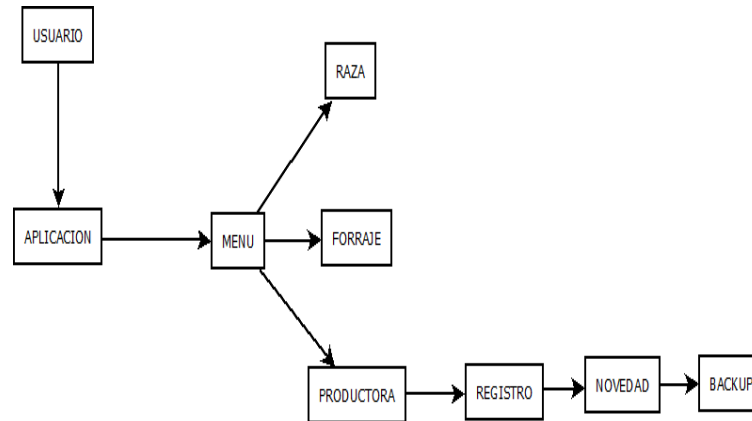 USUARIO
RAZA
APLICACION
MENU
FORRAJE
PRODUCTORA
REGISTRO
NOVEDAD
BACKUP